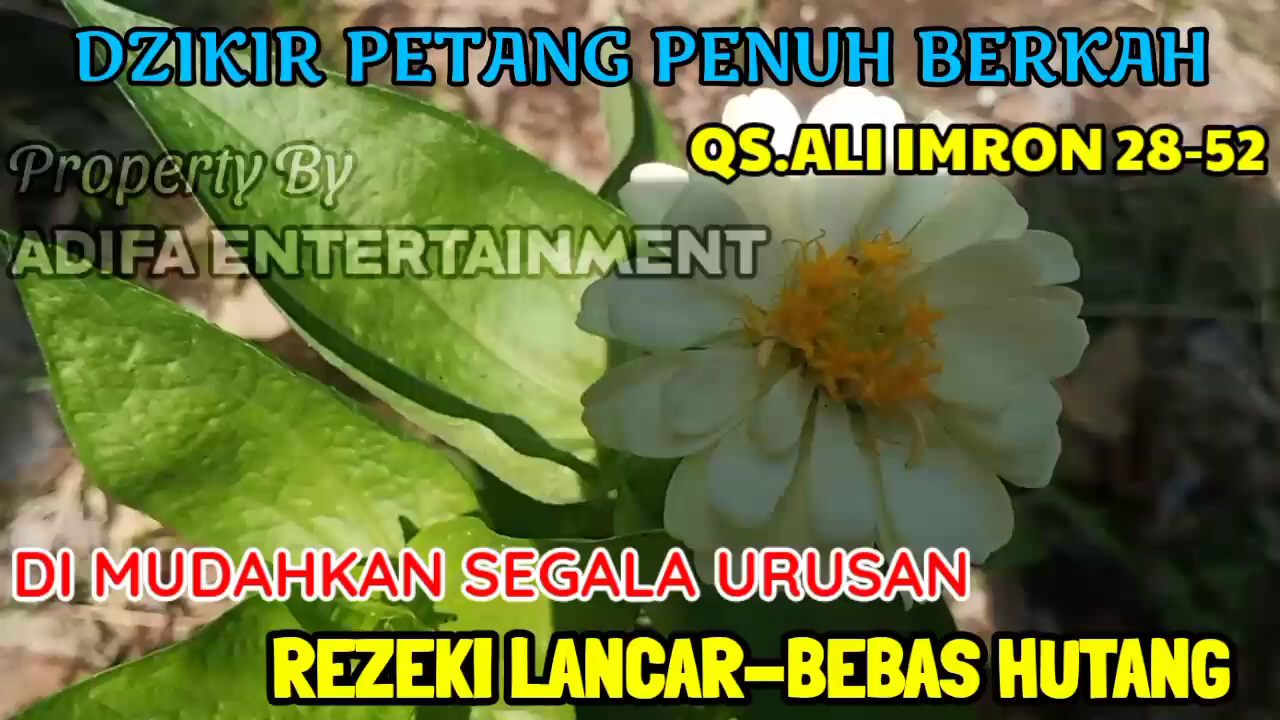 DZIKIR PETANG PENUH BERKAH
QS.ALI IMRON 28-52
Property By
ADIFA ENTERTAINMENT
DI MUDAHKAN SEGALA URUSAN
REZEKI LANCAR-BEBAS HUTANG